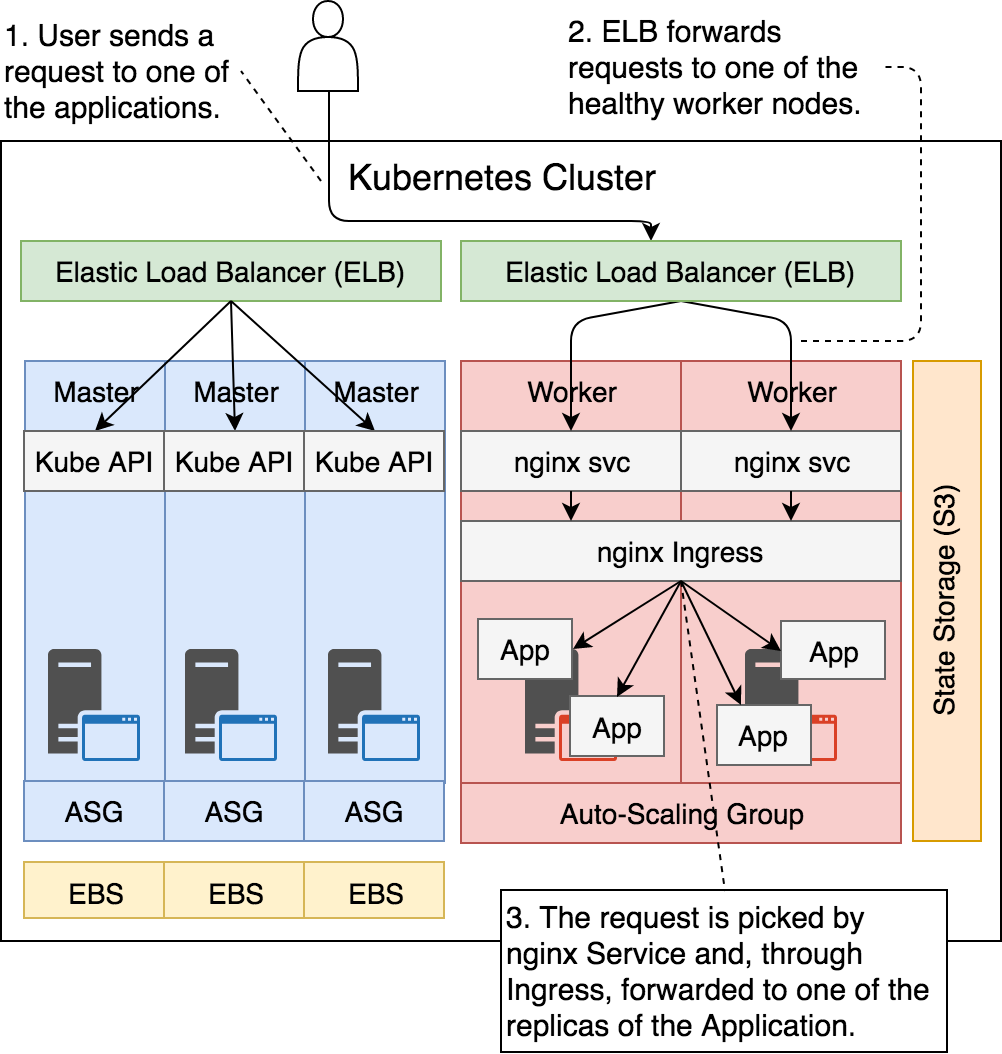 1. User sends a
request to one of
the applications.
2. ELB forwards
requests to one of the
healthy worker nodes.
Kubernetes Cluster
Elastic Load Balancer (ELB)
Elastic Load Balancer (ELB)
Master
Master
Master
Worker
Worker
Kube API
Kube API
Kube API
nginx svc
nginx svc
nginx Ingress
App
App
App
App
State Storage (S3)
ASG
ASG
ASG
Auto-Scaling Group
EBS
EBS
EBS
3. The request is picked by
nginx Service and, through
Ingress, forwarded to one of the
replicas of the Application.